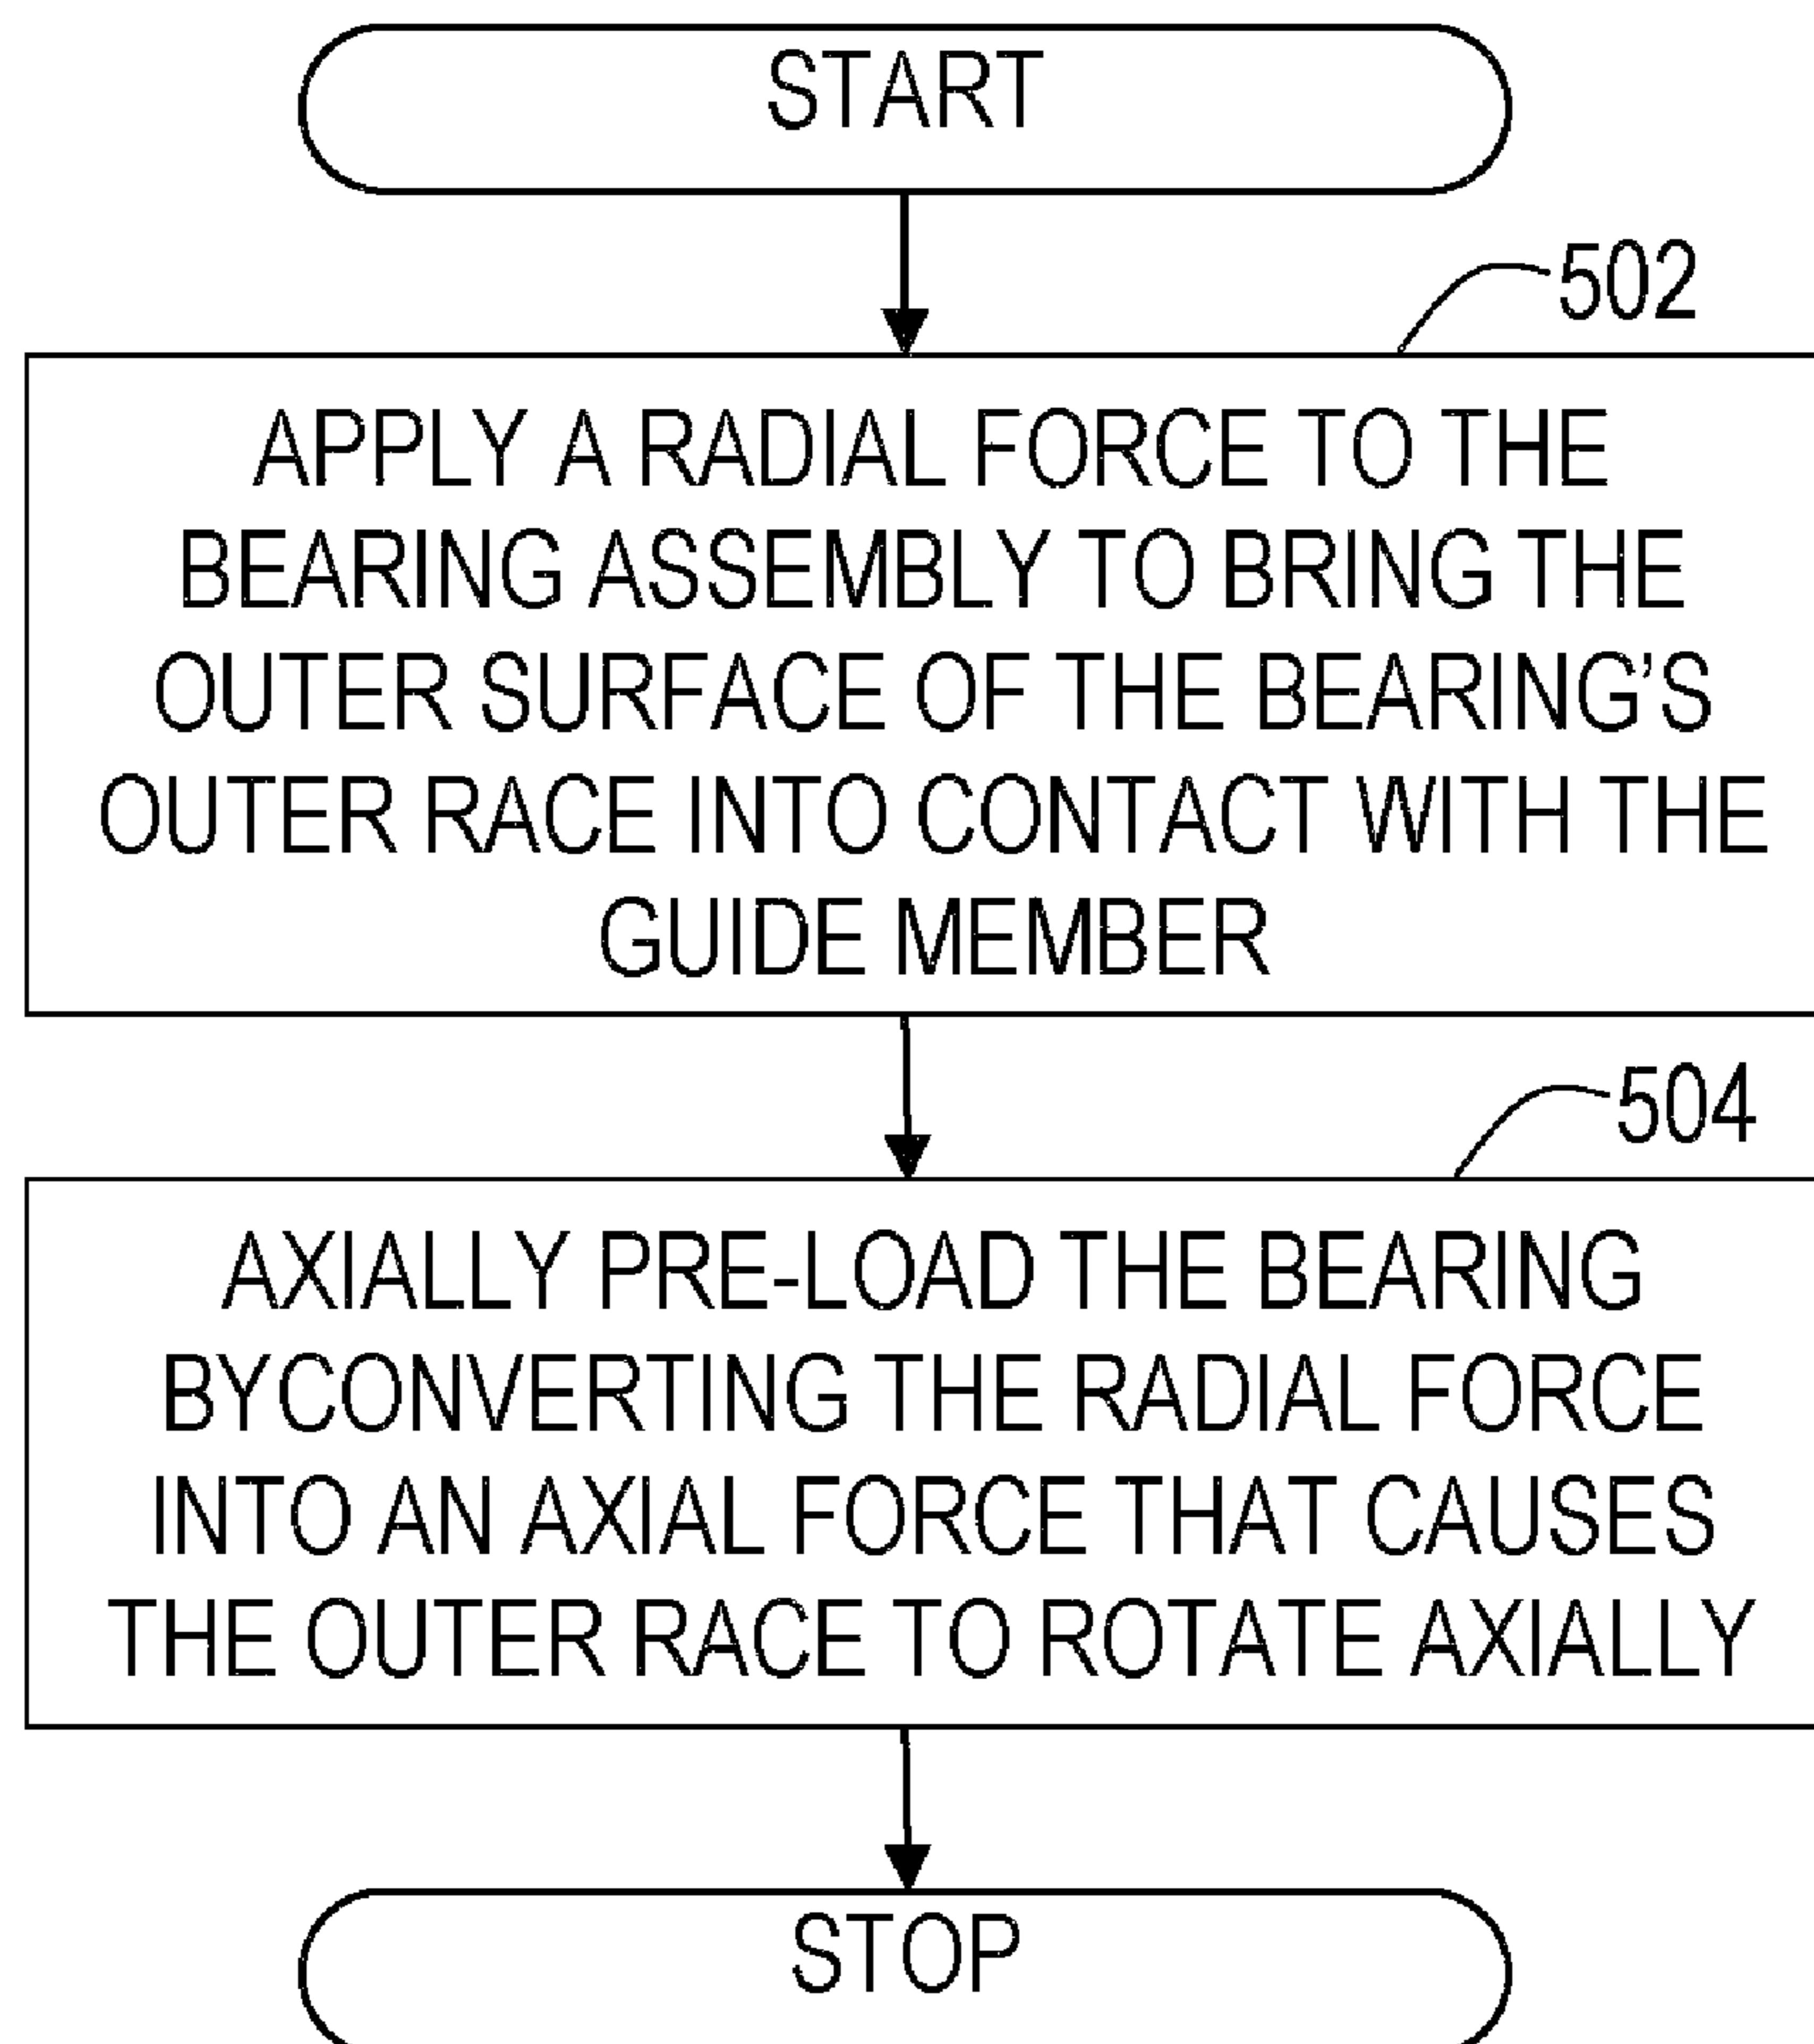 START
502
APPLY A RADIAL FORCE TO THE
BEARING ASSEMBLY TO BRING THE
OUTER SURFACE OF THE BEARING'S
OUTER RACE INTO CONTACT WITH THE
GUIDE MEMBER
504
AXIALLY PRE-LOAD THE BEARING
BYCONVERTING THE RADIAL FORCE
INTO AN AXIAL FORCE THAT CAUSES
THE OUTER RACE TO ROTATE AXIALLY
STOP